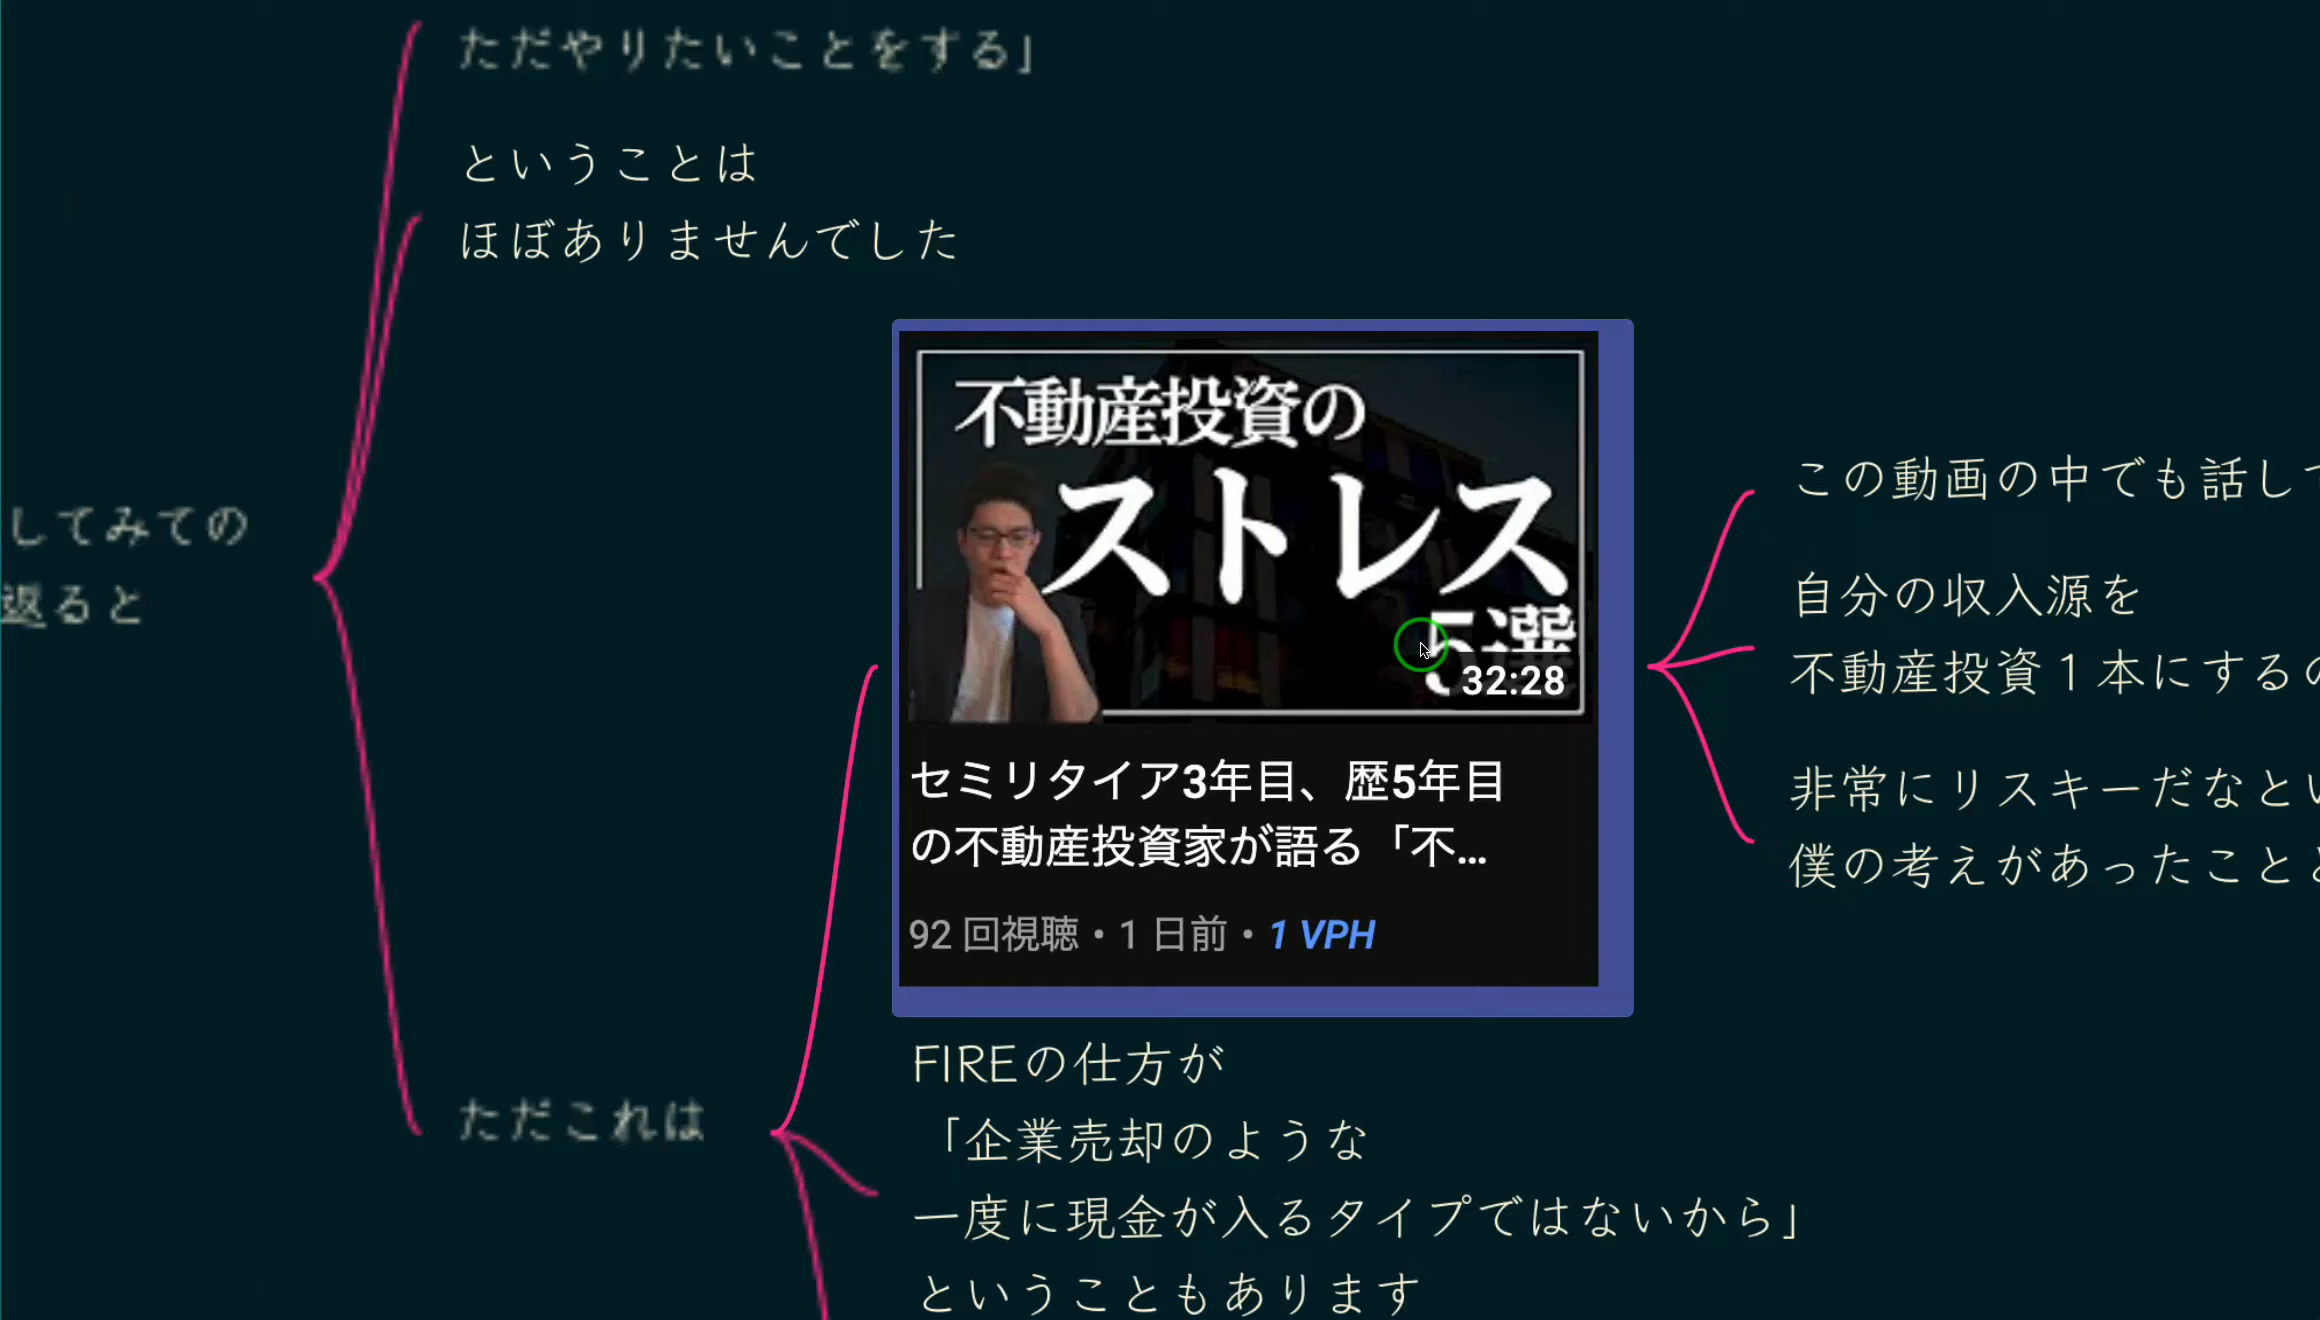 ただやりたいことをする」
ということは
ほぼありませんでした
してみての
返ると
不動産投資の
ストレス
5選
32:28
セミリタイア3年目、歴5年目
の不動産投資家が語る「不...
92 回視聴・1 日前・1 VPH
この動画の中でも話して
自分の収入源を
不動産投資１本にするの
非常にリスキーだなとい
僕の考えがあったことと
ただこれは
FIREの仕方が
「企業売却のような
一度に現金が入るタイプではないから」
ということもあります